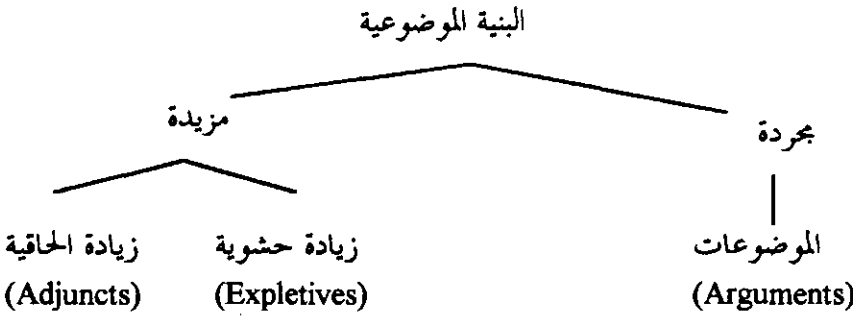 البنية الموضوعية
مجردة
مزيدة
الموضوعات
زيادة حشوية
زيادة الحاقية
(Arguments)
(Expletives)
(Adjuncts)